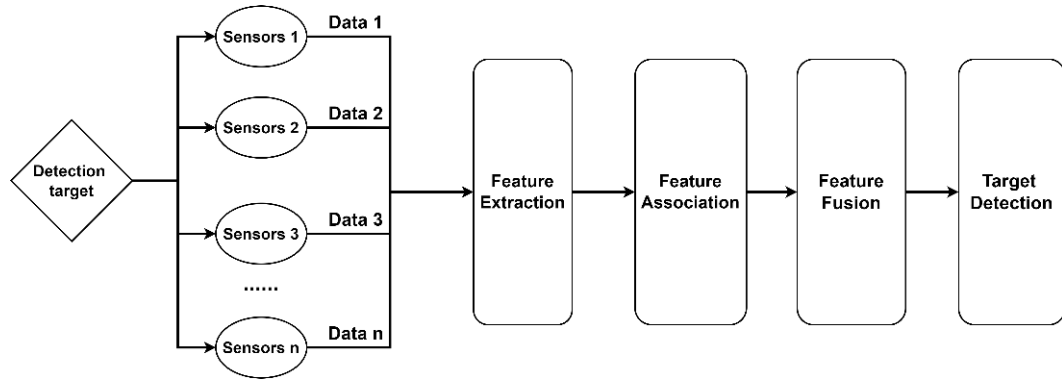 Detection
target
Sensors 1
Data 1
Sensors 2
Data 2
Sensors 3
Data 3
......
Sensors n
Data n
Feature
Extraction
Feature
Association
Feature
Fusion
Target
Detection